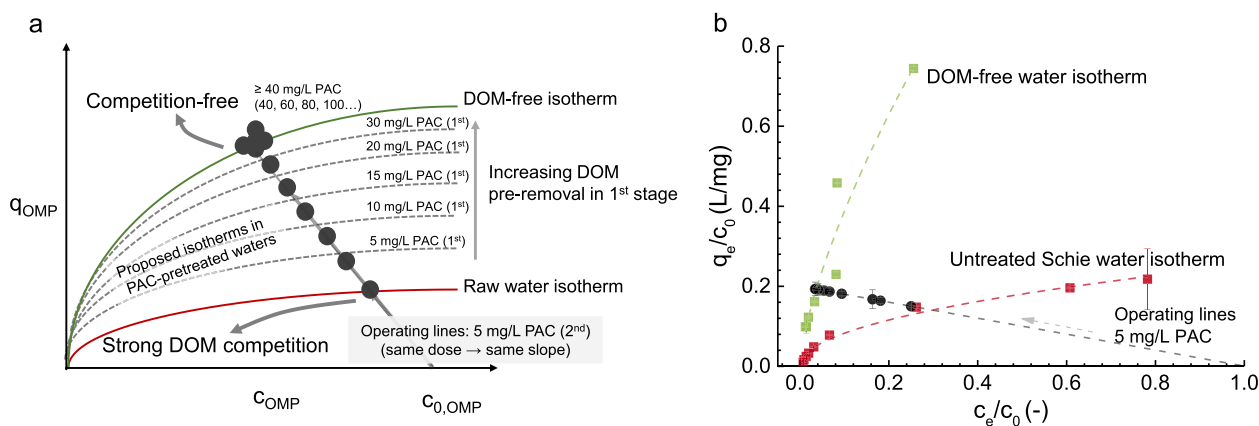 a
Competition-free
≥ 40 mg/L PAC
(40, 60, 80, 100…)
DOM-free isotherm
30 mg/L PAC (1st)
20 mg/L PAC (1st)
15 mg/L PAC (1st)
10 mg/L PAC (1st)
5 mg/L PAC (1st)
Increasing DOM
pre-removal in 1st stage
qOMP
Proposed isotherms in
PAC-pretreated waters
Raw water isotherm
Strong DOM competition
Operating lines: 5 mg/L PAC (2nd)
(same dose → same slope)
cOMP
c0,OMP
b
0.8
0.6
0.4
0.2
0.0
qe/c0 (L/mg)
DOM-free water isotherm
Untreated Schie water isotherm
Operating lines
5 mg/L PAC
0.0
0.2
0.4
0.6
0.8
1.0
ce/c0 (-)